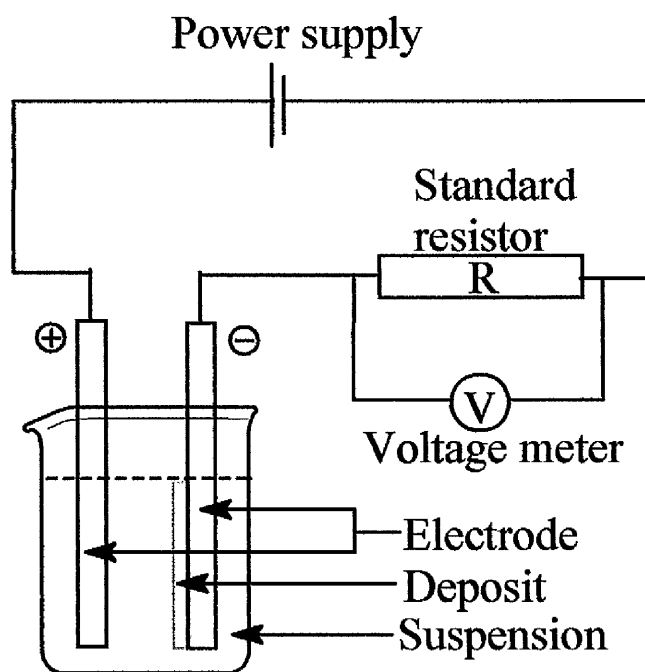 Power supply
Standard
resistor
R
⊕
⊖
V
Voltage meter
Electrode
Deposit
Suspension